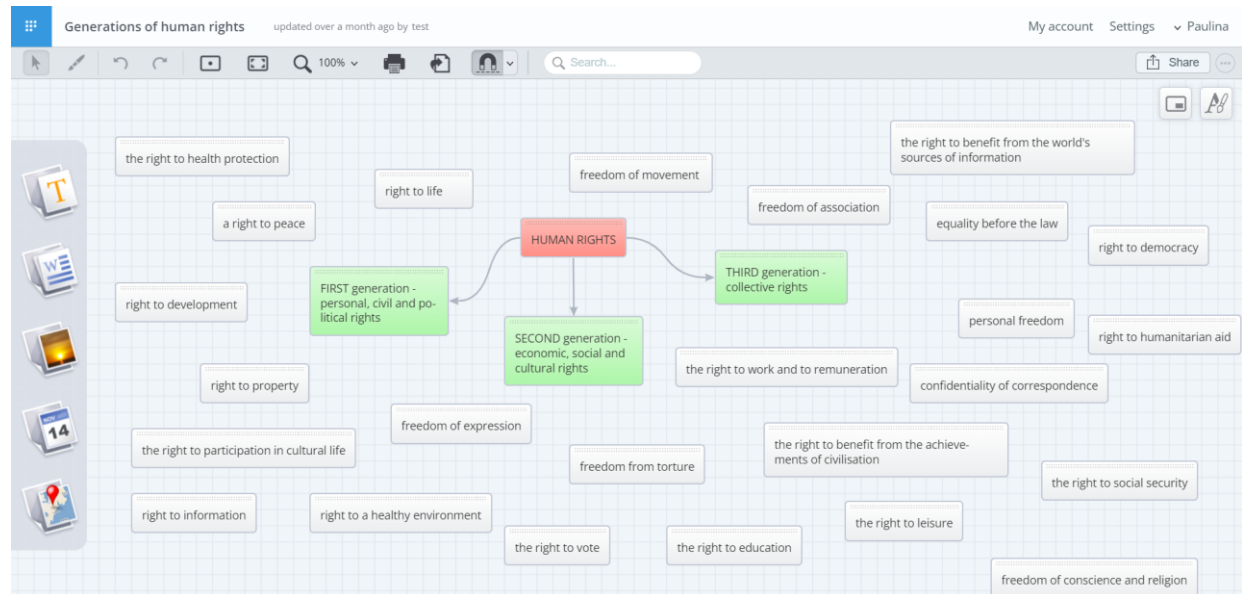 Generations of human rights
updated over a month ago by test
My account
Settings
Paulina
100%
Search...
Share
the right to health protection
right to life
freedom of movement
the right to benefit from the world's
sources of information
a right to peace
freedom of association
equality before the law
HUMAN RIGHTS
right to democracy
FIRST generation -
personal, civil and po-
litical rights
THIRD generation -
collective rights
right to development
personal freedom
SECOND generation -
economic, social and
cultural rights
right to humanitarian aid
right to property
the right to work and to remuneration
confidentiality of correspondence
freedom of expression
the right to participation in cultural life
freedom from torture
the right to benefit from the achieve-
ments of civilisation
the right to social security
right to information
right to a healthy environment
the right to leisure
the right to vote
the right to education
freedom of conscience and religion
T
W
NOV
14